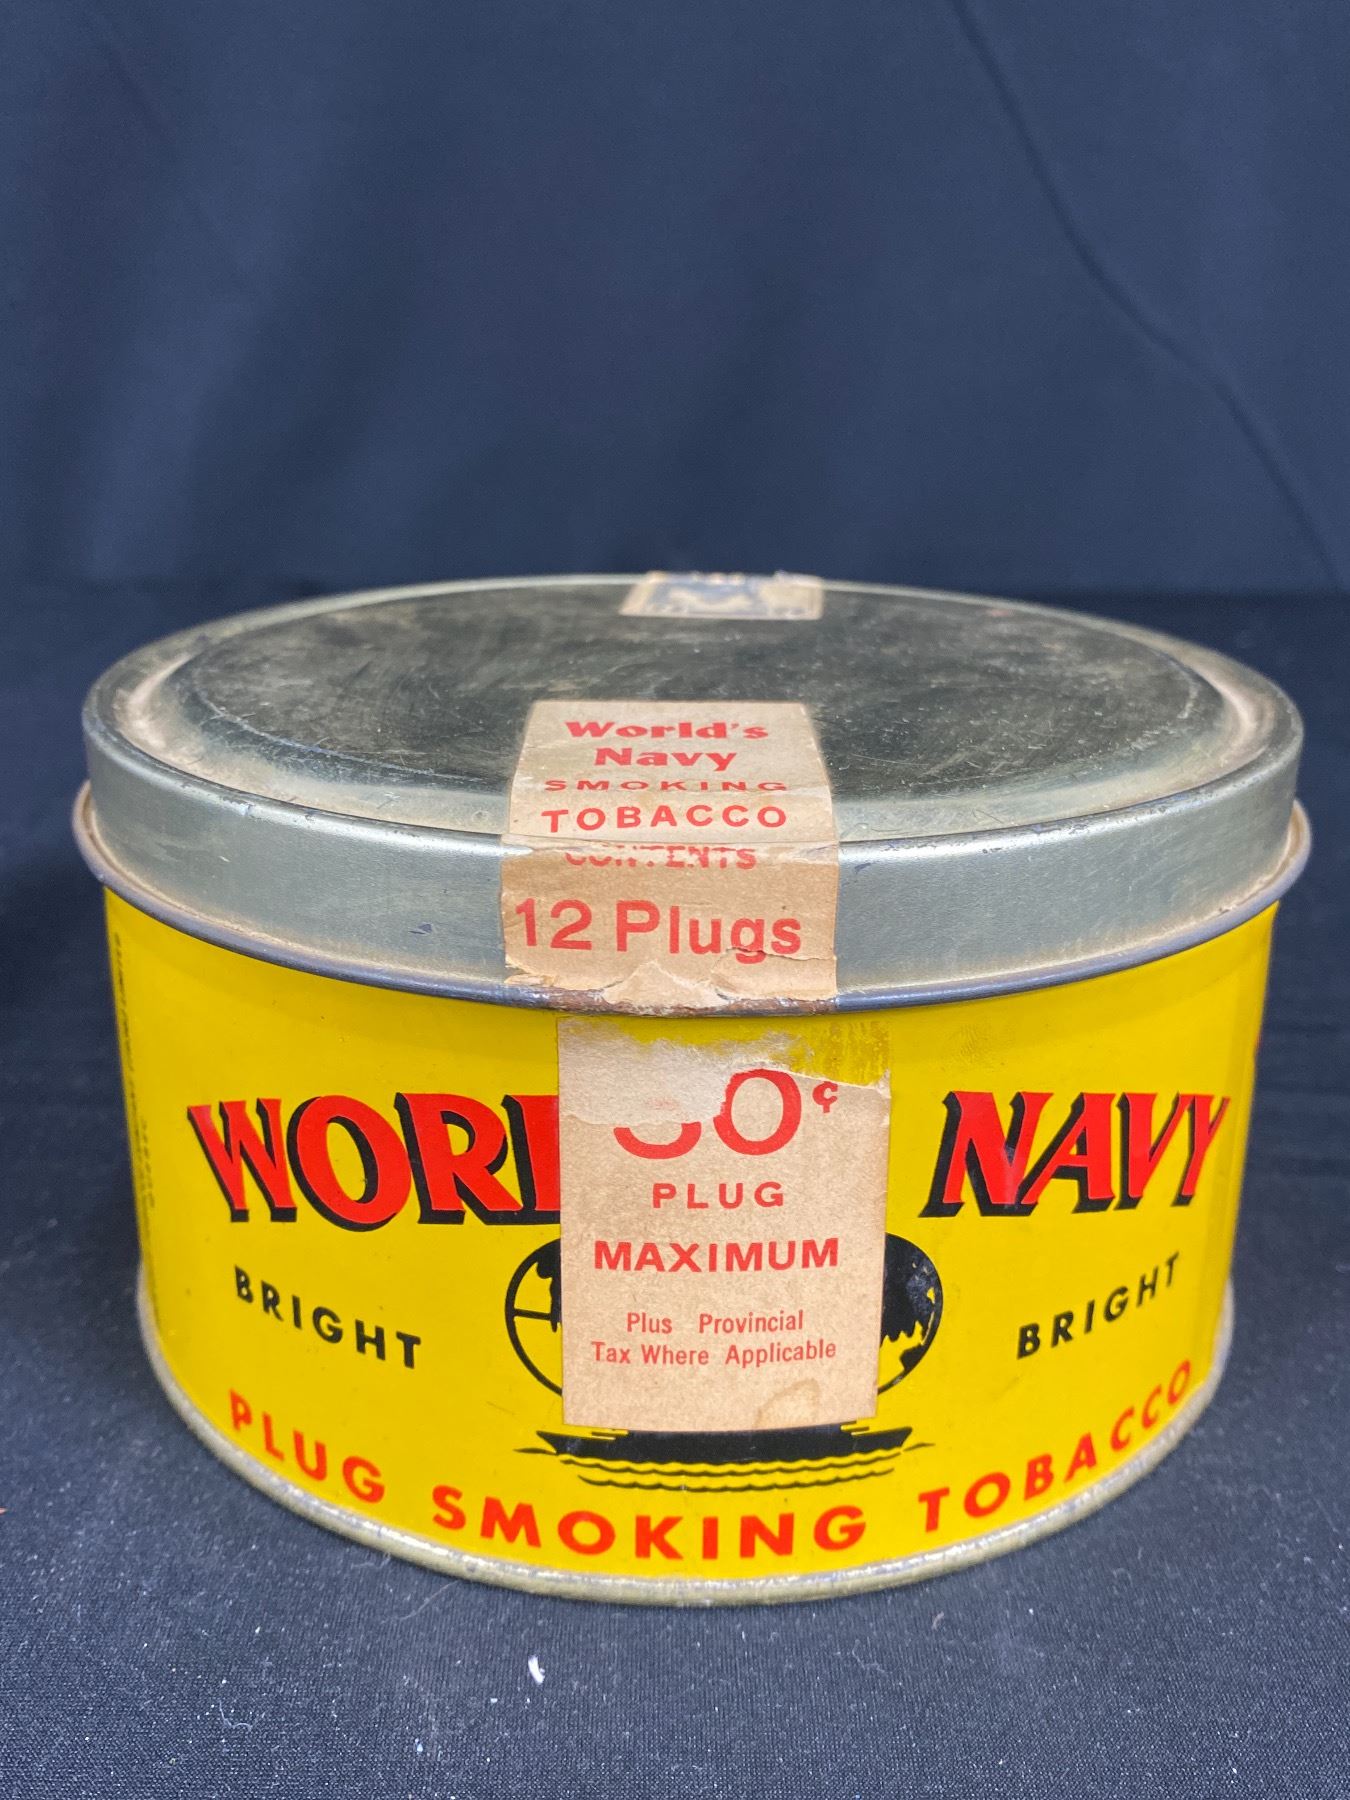 World's
Navy
SMOKING
TOBACCO
CONTENTS
12 Plugs
0¢
PLUG
MAXIMUM
Plus Provincial
Tax Where Applicable
WORL NAVY
BRIGHT BRIGHT
PLUG SMOKING TOBACCO